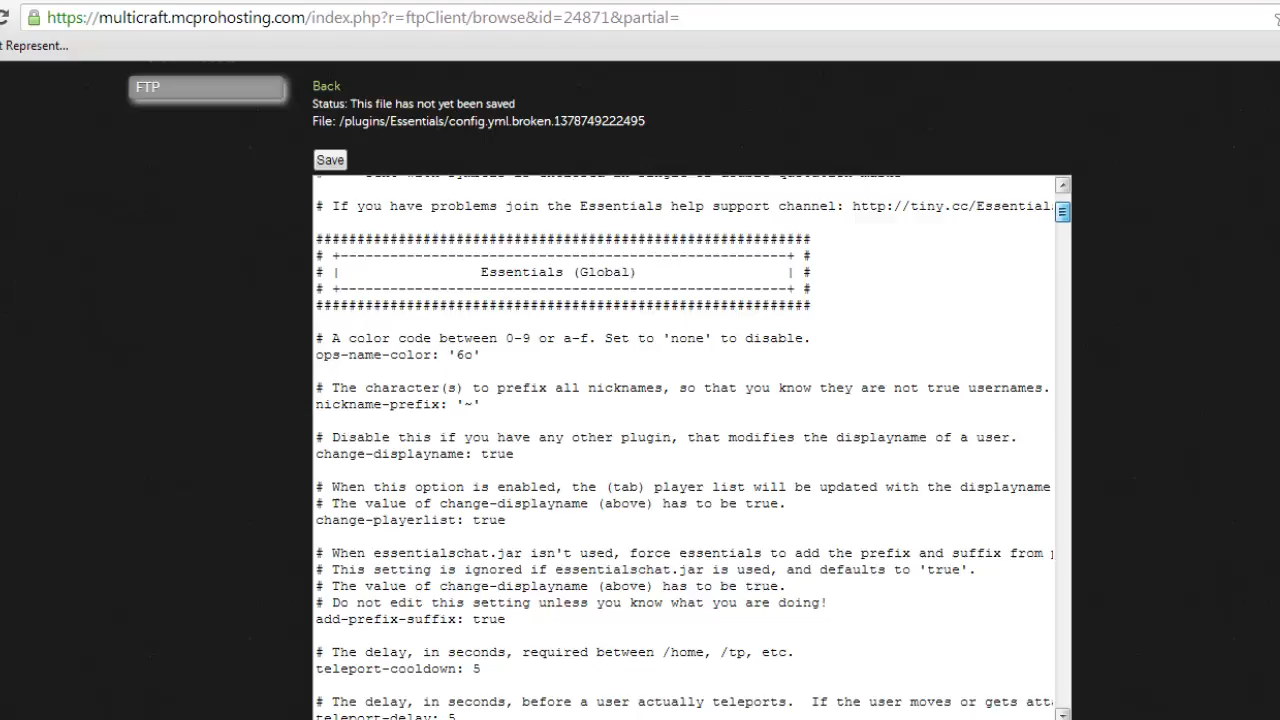 https://multicraft.mcprohosting.com/index.php?r=ftpClient/browse&id=24871&partial=
t Represent...
FTP
Back
Status: This file has not yet been saved
File: /plugins/Essentials/config.yml.broken.1378749222495
Save
# If you have problems join the Essentials help support channel: http://tiny.cc/Essentials
############################################################
# +------------------------------------------------------+ #
# | Essentials (Global) | #
# +------------------------------------------------------+ #
############################################################
# A color code between 0-9 or a-f. Set to 'none' to disable.
ops-name-color: '6o'
# The character(s) to prefix all nicknames, so that you know they are not true usernames.
nickname-prefix: '~'
# Disable this if you have any other plugin, that modifies the displayname of a user.
change-displayname: true
# When this option is enabled, the (tab) player list will be updated with the displayname
# The value of change-displayname (above) has to be true.
change-playerlist: true
# When essentialschat.jar isn't used, force essentials to add the prefix and suffix from
# This setting is ignored if essentialschat.jar is used, and defaults to 'true'.
# The value of change-displayname (above) has to be true.
# Do not edit this setting unless you know what you are doing!
add-prefix-suffix: true
# The delay, in seconds, required between /home, /tp, etc.
teleport-cooldown: 5
# The delay, in seconds, before a user actually teleports. If the user moves or gets att
teleport-delay: 5